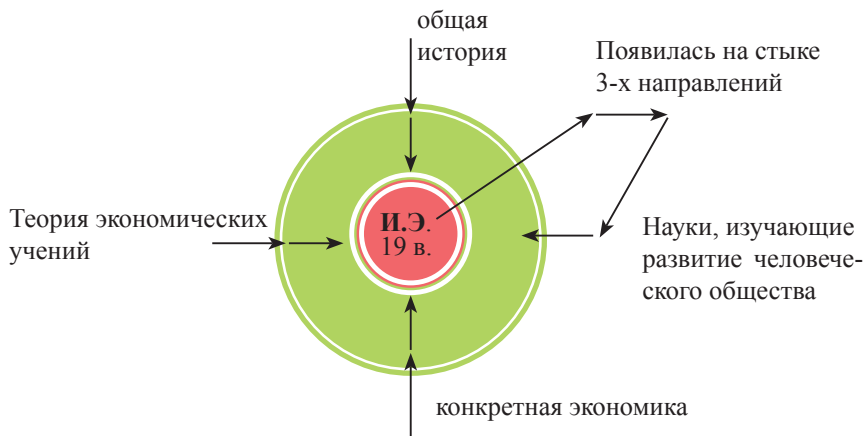 общая
история
Появилась на стыке
3-х направлений
Теория экономических
учений
И.Э.
19 в.
Науки, изучающие
развитие человече-
ского общества
конкретная экономика